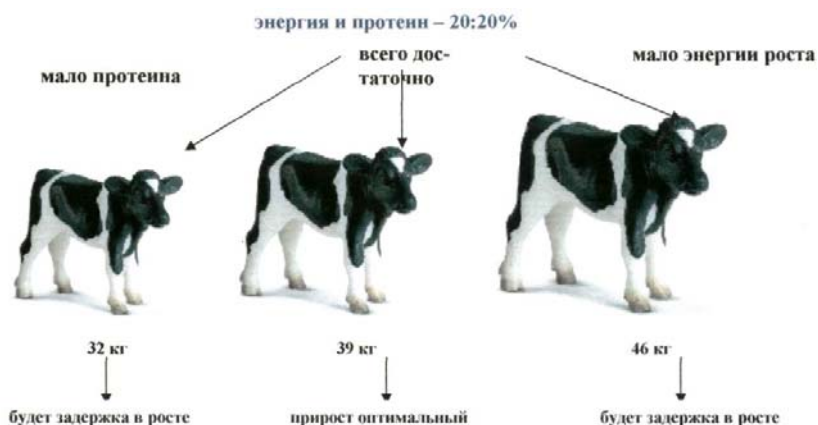 энергия и протеин – 20:20%
мало протеина
всего дос-
таточно
мало энергии роста
32 кг
39 кг
46 кг
будет задержка в росте
прирост оптимальный
будет задержка в росте